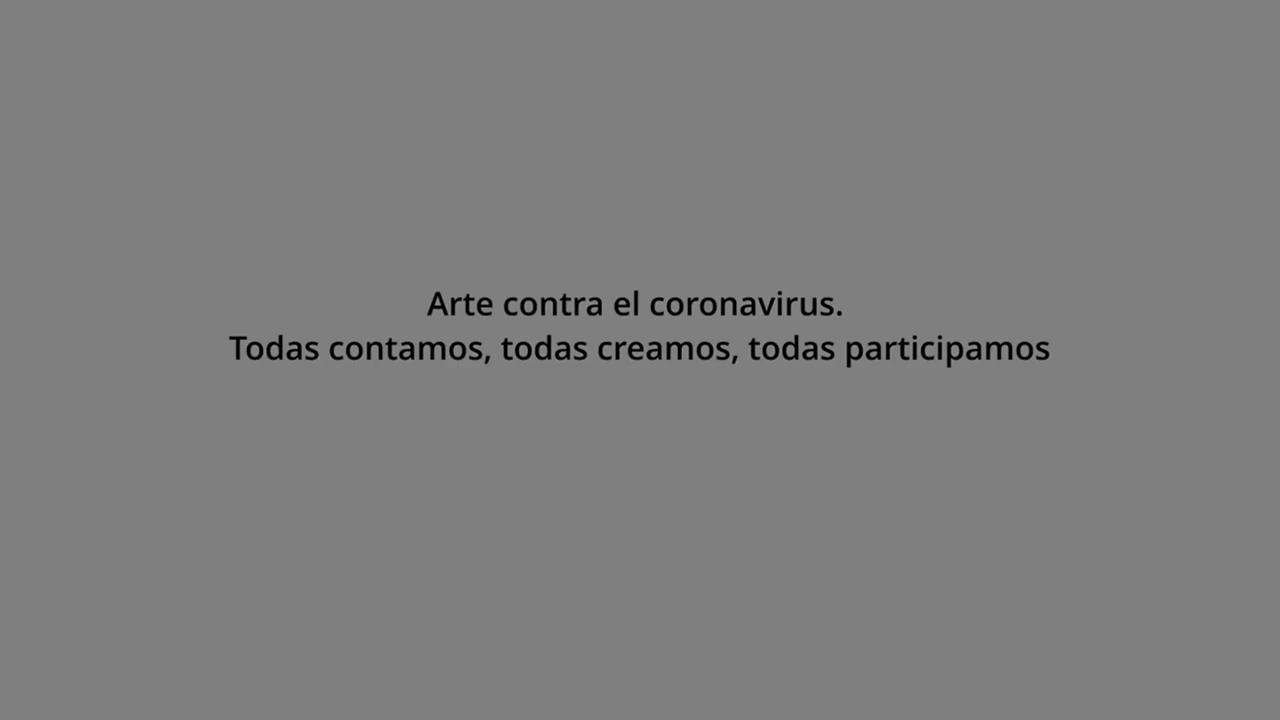 Arte contra el coronavirus.
Todas contamos, todas creamos, todas participamos